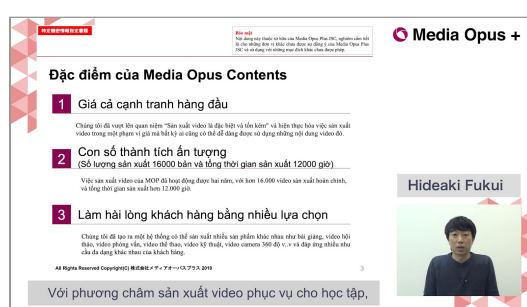 特定機密情報指定書類
Bảo mật
Nội dung này thuộc sở hữu của Media Opus Plus JSC, nghiêm cấm tiết
lộ cho những đơn vị khác chưa được sự đồng ý của Media Opus Plus
JSC và sử dụng với những mục đích khác chưa được phép.
Media Opus +
Đặc điểm của Media Opus Contents
1 Giá cả cạnh tranh hàng đầu
Chúng tôi đã vượt lên quan niệm "Sản xuất video là đặc biệt và tốn kém" và hiện thực hóa việc sản xuất
video trong một phạm vi giá mà bất kỳ ai cũng có thể dễ dàng được sử dụng những nội dung video đó.
2 Con số thành tích ấn tượng
(Số lượng sản xuất 16000 bản và tổng thời gian sản xuất 12000 giờ)
Việc sản xuất video của MOP đã hoạt động được hai năm, với hơn 16.000 video sản xuất hoàn chỉnh,
và tổng thời gian sản xuất hơn 12.000 giờ.
Hideaki Fukui
3 Làm hài lòng khách hàng bằng nhiều lựa chọn
Chúng tôi đã tạo ra một hệ thống có thể sản xuất nhiều sản phẩm khác nhau như bài giảng, video hội
thảo, video phỏng vấn, video thể thao, video kỹ thuật, video camera 360 độ v..v và đáp ứng nhiều nhu
cầu đa dạng khác nhau của khách hàng.
All Rights Reserved Copyright(C) 株式会社メディアオーパスプラス 2019
3
Với phương châm sản xuất video phục vụ cho học tập,